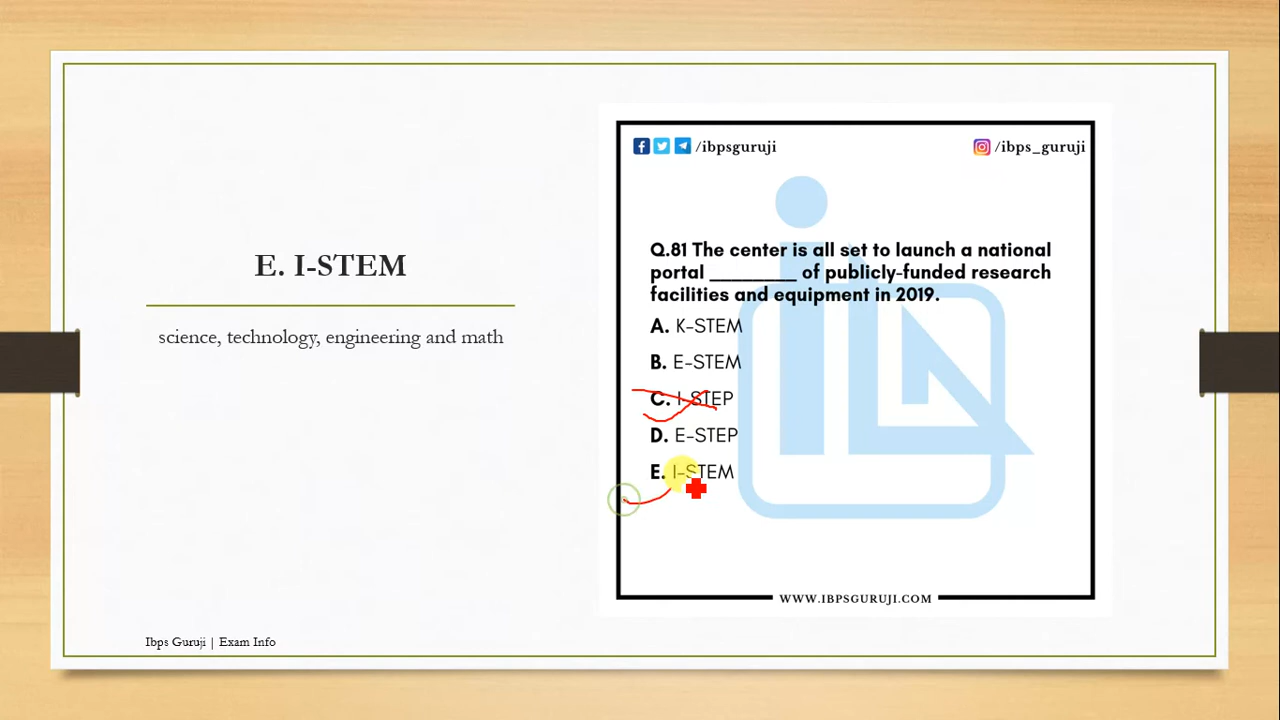 E. I-STEM
science, technology, engineering and math
Ibps Guruji | Exam Info
/ibpsguruji
/ibps_guruji
Q.81 The center is all set to launch a national
portal _________ of publicly-funded research
facilities and equipment in 2019.
A. K-STEM
B. E-STEM
C. I-STEP
D. E-STEP
E. I-STEM
WWW.IBPSGURUJI.COM